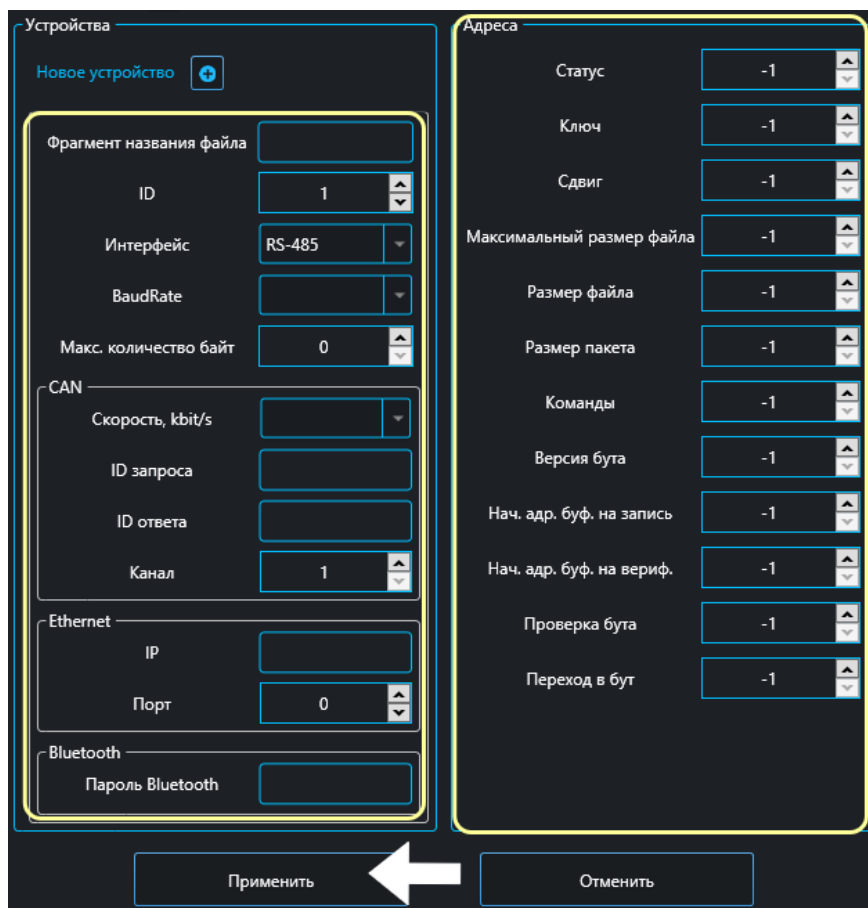 Устройства
Новое устройство
Фрагмент названия файла
ID 1
Интерфейс RS-485
BaudRate
Макс. количество байт 0
CAN
Скорость, kbit/s
ID запроса
ID ответа
Канал 1
Ethernet
IP
Порт 0
Bluetooth
Пароль Bluetooth
Адреса
Статус -1
Ключ -1
Сдвиг -1
Максимальный размер файла -1
Размер файла -1
Размер пакета -1
Команды -1
Версия бута -1
Нач. адр. буф. на запись -1
Нач. адр. буф. на вериф. -1
Проверка бута -1
Переход в бут -1
Применить
Отменить